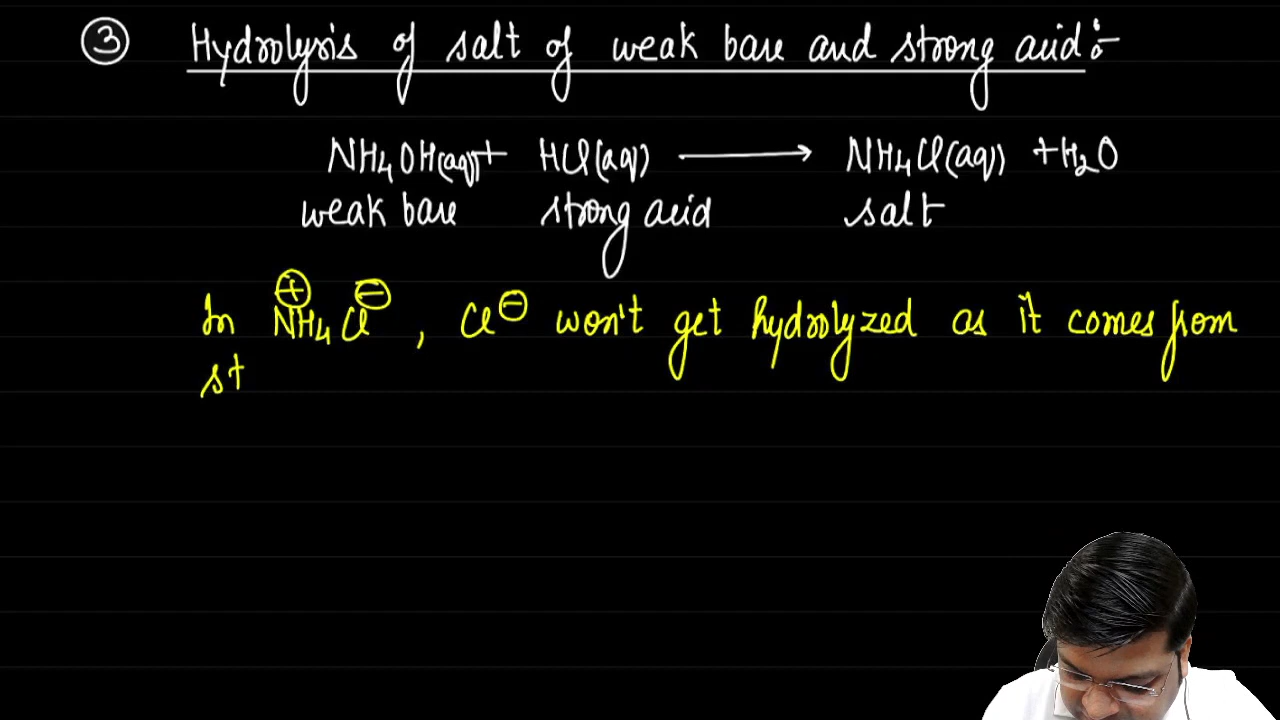 ③ Hydrolysis of salt of weak base and strong acid:-
NH₄OH(aq) + HCl(aq) ⟶ NH₄Cl(aq) + H₂O
weak base strong acid salt
In NH₄⊕Cl⊖, Cl⊖ won't get hydrolyzed as it comes from
st